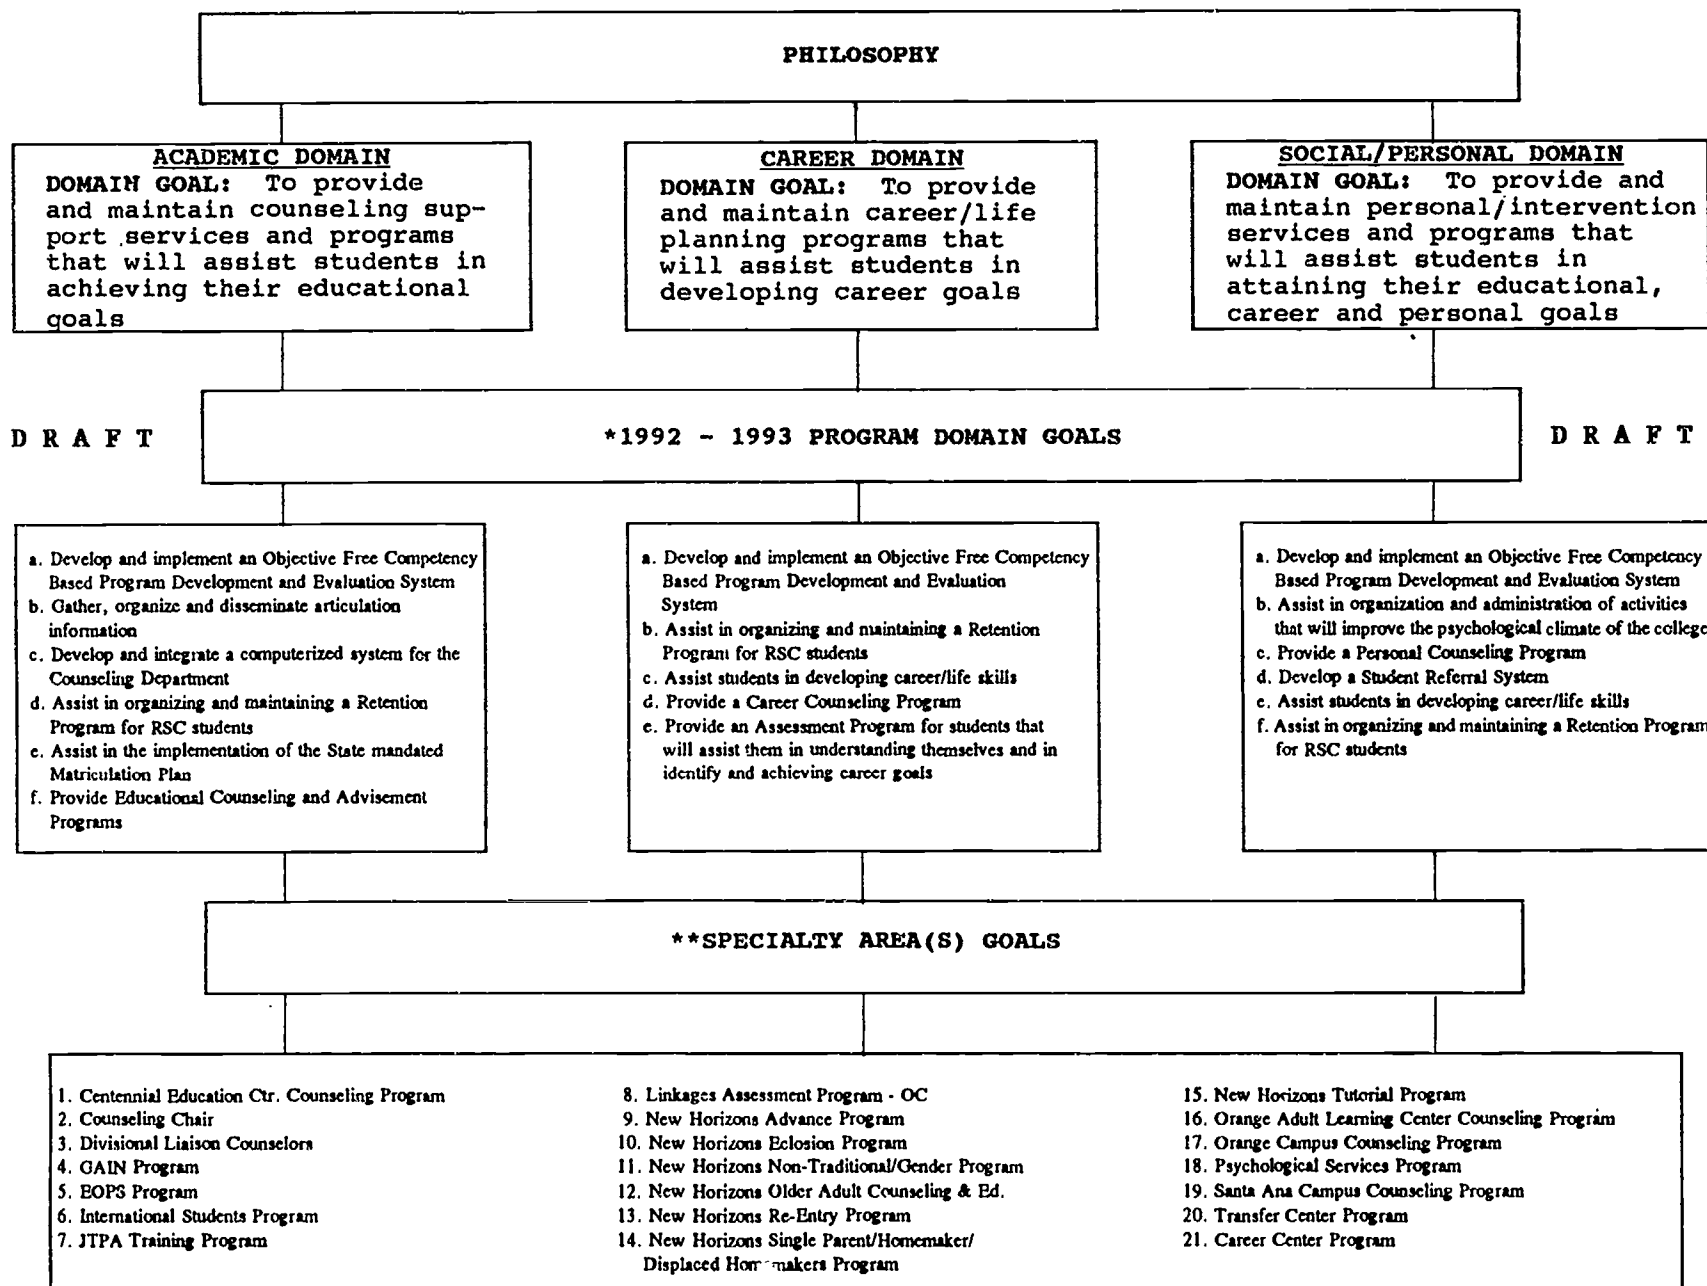 PHILOSOPHY
ACADEMIC DOMAIN
DOMAIN GOAL: To provide
and maintain counseling sup-
port services and programs
that will assist students in
achieving their educational
goals
CAREER DOMAIN
DOMAIN GOAL: To provide
and maintain career/life
planning programs that
will assist students in
developing career goals
SOCIAL/PERSONAL DOMAIN
DOMAIN GOAL: To provide and
maintain personal/intervention
services and programs that
will assist students in
attaining their educational,
career and personal goals
D R A F T
*1992 - 1993 PROGRAM DOMAIN GOALS
D R A F T
a. Develop and implement an Objective Free Competency
Based Program Development and Evaluation System
b. Gather, organize and disseminate articulation
information
c. Develop and integrate a computerized system for the
Counseling Department
d. Assist in organizing and maintaining a Retention
Program for RSC students
e. Assist in the implementation of the State mandated
Matriculation Plan
f. Provide Educational Counseling and Advisement
Programs
a. Develop and implement an Objective Free Competency
Based Program Development and Evaluation
System
b. Assist in organizing and maintaining a Retention
Program for RSC students
c. Assist students in developing career/life skills
d. Provide a Career Counseling Program
e. Provide an Assessment Program for students that
will assist them in understanding themselves and in
identify and achieving career goals
a. Develop and implement an Objective Free Competency
Based Program Development and Evaluation System
b. Assist in organization and administration of activities
that will improve the psychological climate of the college
c. Provide a Personal Counseling Program
d. Develop a Student Referral System
e. Assist students in developing career/life skills
f. Assist in organizing and maintaining a Retention Program
for RSC students
**SPECIALTY AREA(S) GOALS
1. Centennial Education Ctr. Counseling Program
2. Counseling Chair
3. Divisional Liaison Counselors
4. GAIN Program
5. EOPS Program
6. International Students Program
7. JTPA Training Program
8. Linkages Assessment Program - OC
9. New Horizons Advance Program
10. New Horizons Eclosion Program
11. New Horizons Non-Traditional/Gender Program
12. New Horizons Older Adult Counseling & Ed.
13. New Horizons Re-Entry Program
14. New Horizons Single Parent/Homemaker/
Displaced Homemakers Program
15. New Horizons Tutorial Program
16. Orange Adult Learning Center Counseling Program
17. Orange Campus Counseling Program
18. Psychological Services Program
19. Santa Ana Campus Counseling Program
20. Transfer Center Program
21. Career Center Program